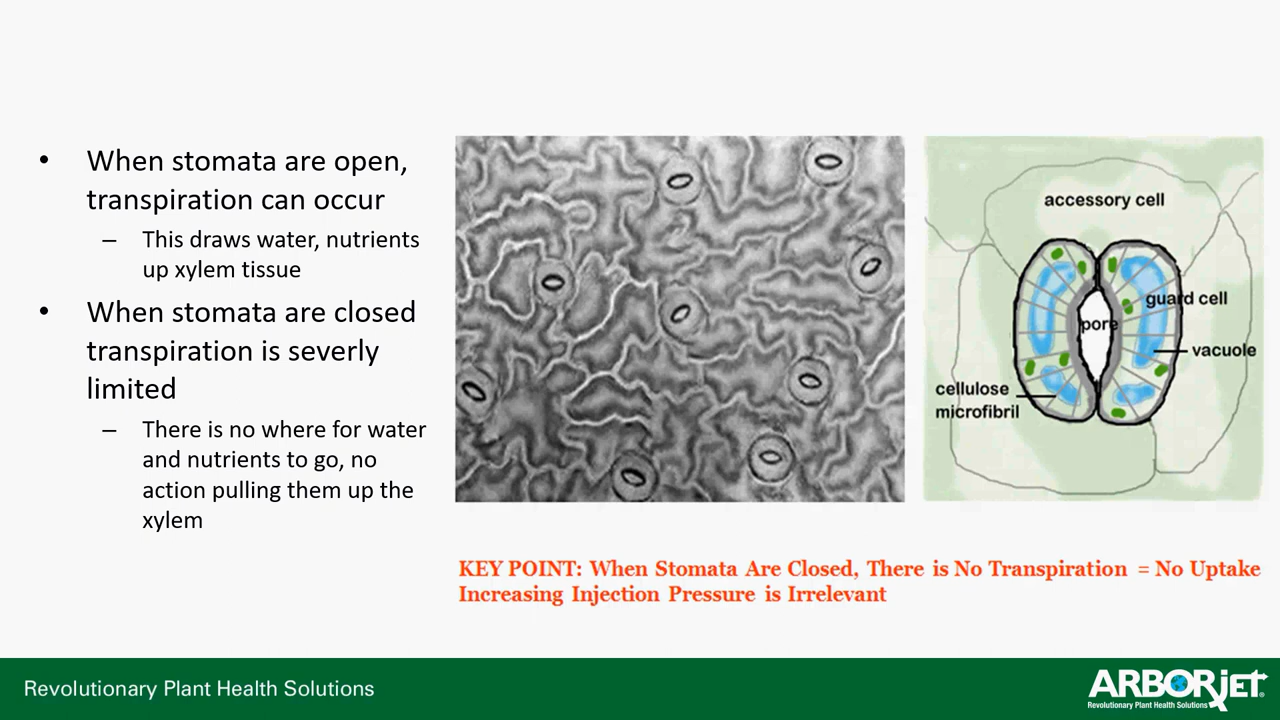 • When stomata are open,
transpiration can occur
– This draws water, nutrients
up xylem tissue
• When stomata are closed
transpiration is severly
limited
– There is no where for water
and nutrients to go, no
action pulling them up the
xylem
accessory cell
guard cell
pore
vacuole
cellulose
microfibril
KEY POINT: When Stomata Are Closed, There is No Transpiration = No Uptake
Increasing Injection Pressure is Irrelevant
Revolutionary Plant Health Solutions
ARBORjET®
Revolutionary Plant Health Solutions